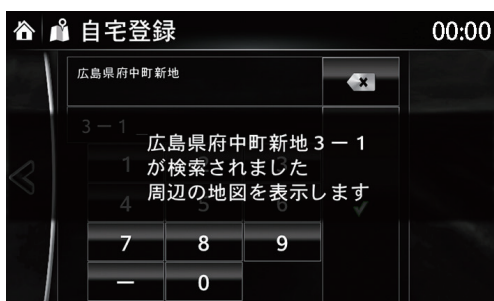 自宅登録
00:00
広島県府中町新地
3－1
広島県府中町新地3－1
が検索されました
周辺の地図を表示します
1 2 3
4 5 6
7 8 9
－ 0